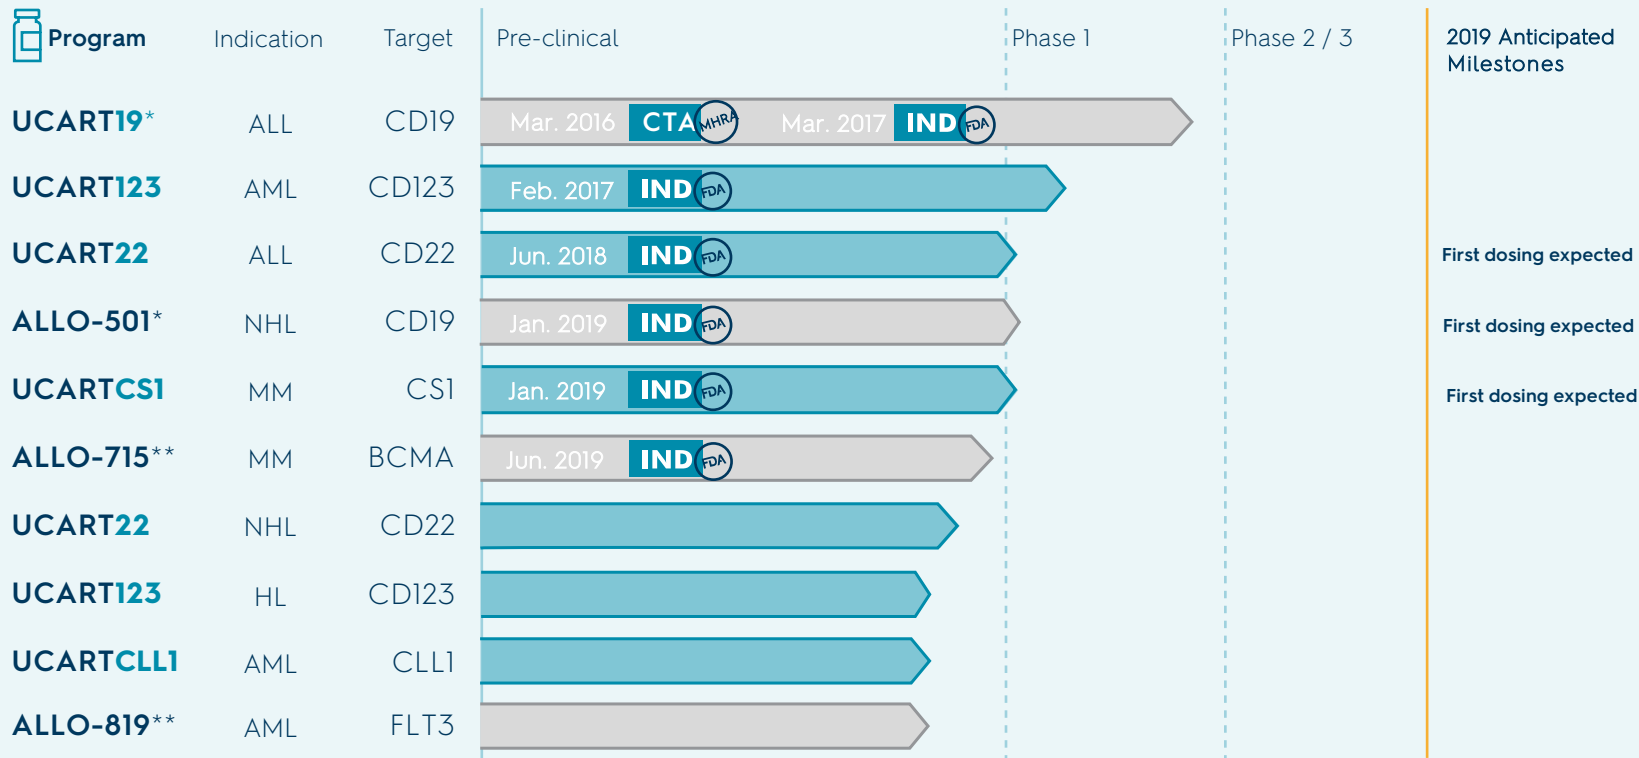 Program Indication Target Pre-clinical Phase 1 Phase 2 / 3 2019 Anticipated
Milestones
UCART19* ALL CD19 Mar. 2016 CTA MHRA Mar. 2017 IND FDA
UCART123 AML CD123 Feb. 2017 IND FDA
UCART22 ALL CD22 Jun. 2018 IND FDA First dosing expected
ALLO-501* NHL CD19 Jan. 2019 IND FDA First dosing expected
UCARTCS1 MM CS1 Jan. 2019 IND FDA First dosing expected
ALLO-715** MM BCMA Jun. 2019 IND FDA
UCART22 NHL CD22
UCART123 HL CD123
UCARTCLL1 AML CLL1
ALLO-819** AML FLT3